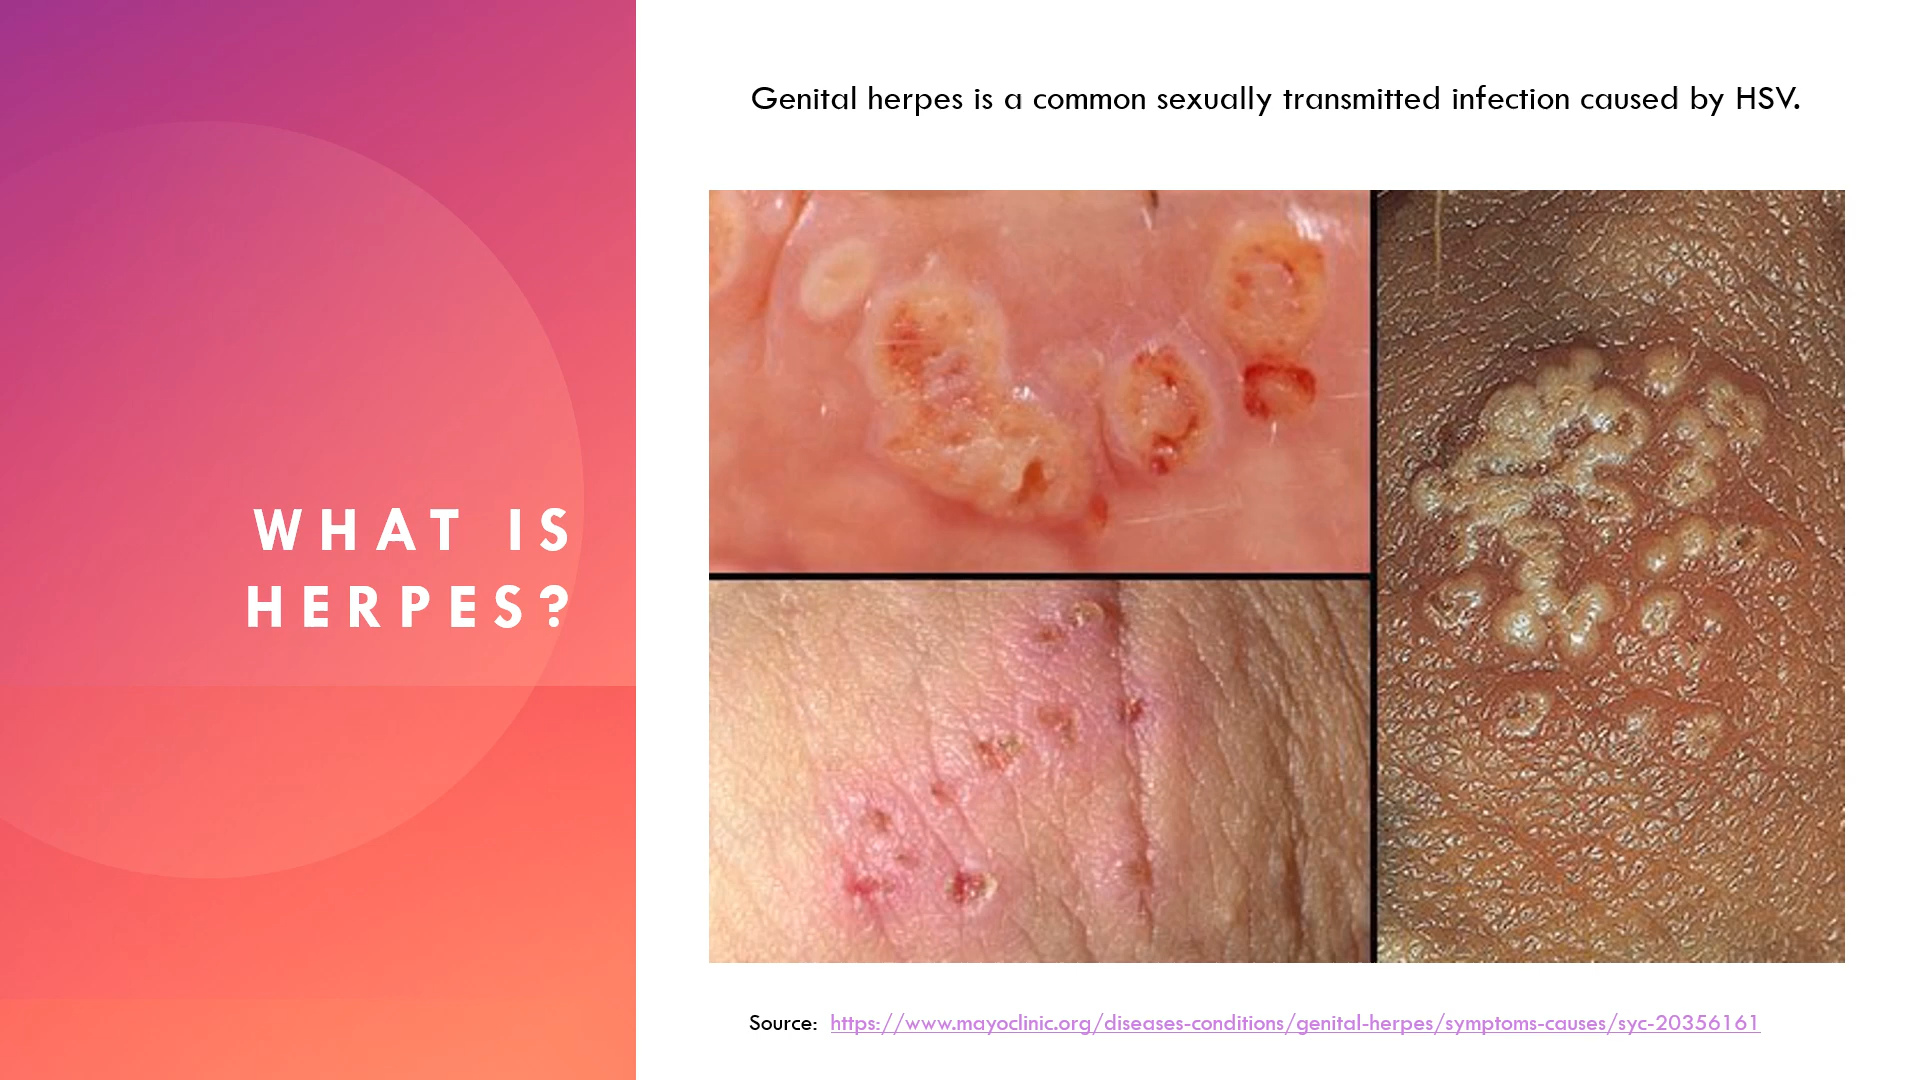 WHAT IS
HERPES?
Genital herpes is a common sexually transmitted infection caused by HSV.
Source: https://www.mayoclinic.org/diseases-conditions/genital-herpes/symptoms-causes/syc-20356161